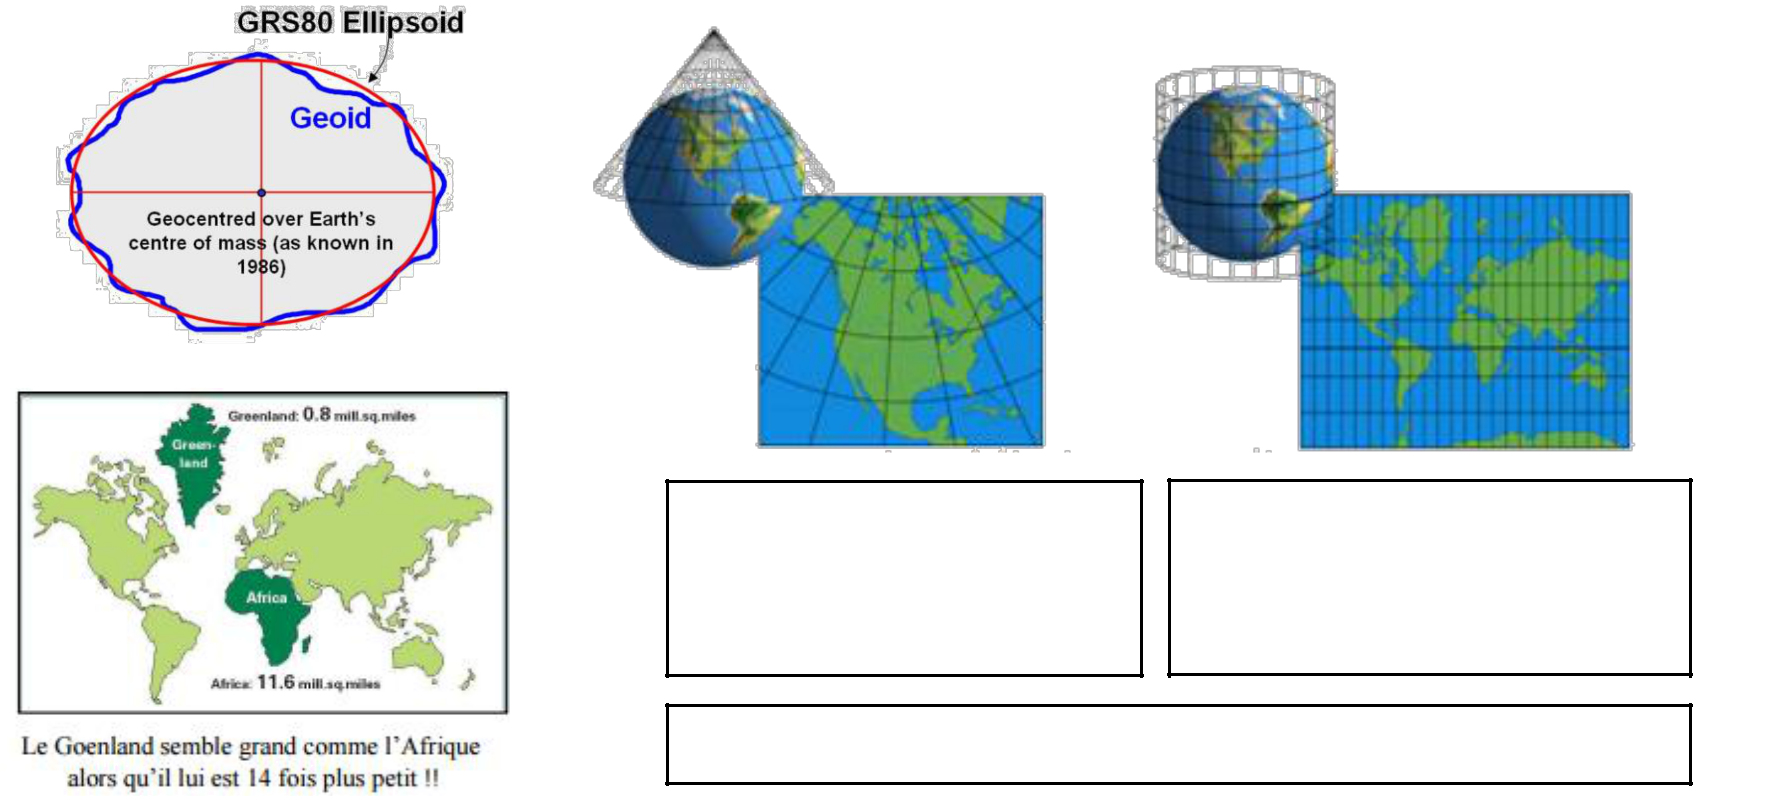 GRS80 Ellipsoid
Geoid
Geocentred over Earth's
centre of mass (as known in
1986)
Greenland: 0.8 mill.sq.miles
Green-
land
Africa
Africa: 11.6 mill.sq.miles
Le Goenland semble grand comme l'Afrique
alors qu'il lui est 14 fois plus petit !!